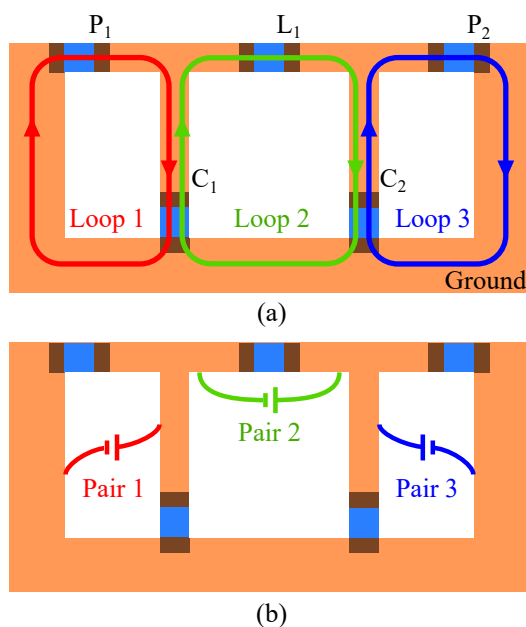 P₁ L₁ P₂
C₁ C₂
Loop 1 Loop 2 Loop 3
Ground
(a)
Pair 2
Pair 1 Pair 3
(b)